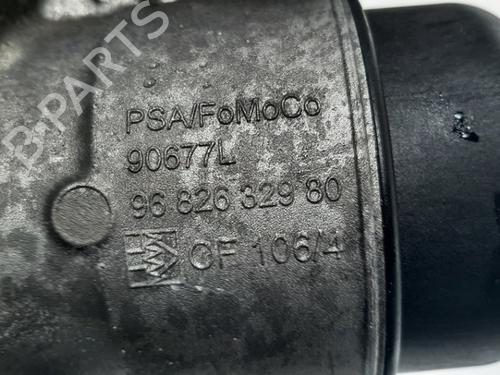 B-PARTS
PSA/FoMoCo
90677L
96 826 329 80
CF 106/4